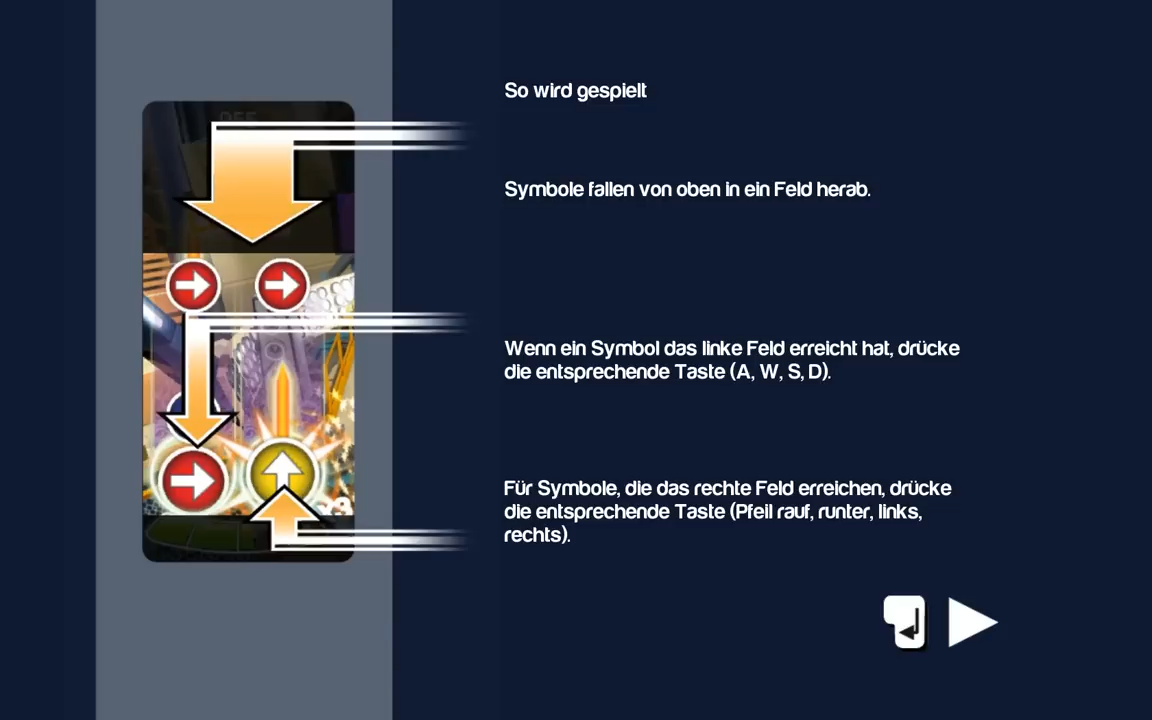 So wird gespielt
Symbole fallen von oben in ein Feld herab.
Wenn ein Symbol das linke Feld erreicht hat, drücke
die entsprechende Taste (A, W, S, D).
Für Symbole, die das rechte Feld erreichen, drücke
die entsprechende Taste (Pfeil rauf, runter, links,
rechts).